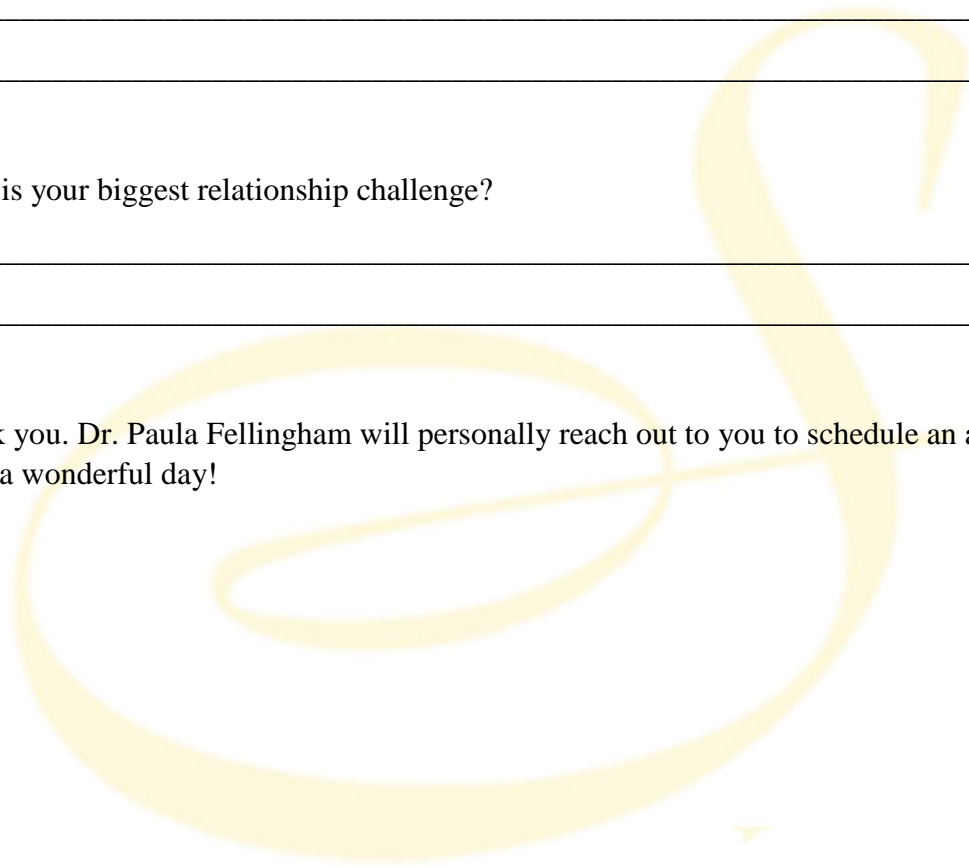 is your biggest relationship challenge?
k you. Dr. Paula Fellingham will personally reach out to you to schedule an a
a wonderful day!